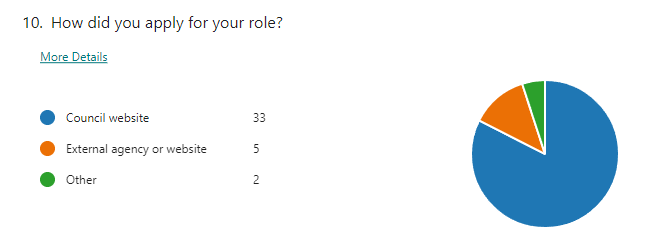 10. How did you apply for your role?
More Details
Council website 33
External agency or website 5
Other 2